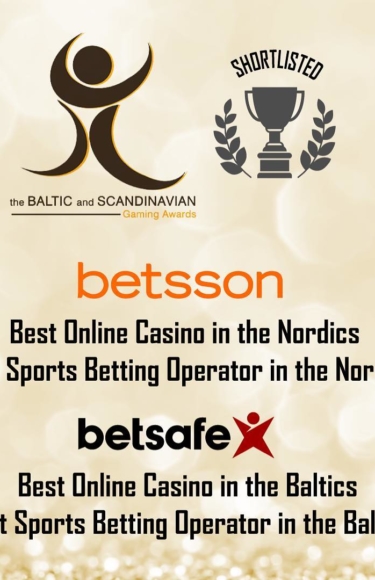 SHORTLISTED
the BALTIC and SCANDINAVIAN
Gaming Awards
betsson
Best Online Casino in the Nordics
Sports Betting Operator in the Nor
betsafe
Best Online Casino in the Baltics
t Sports Betting Operator in the Bal